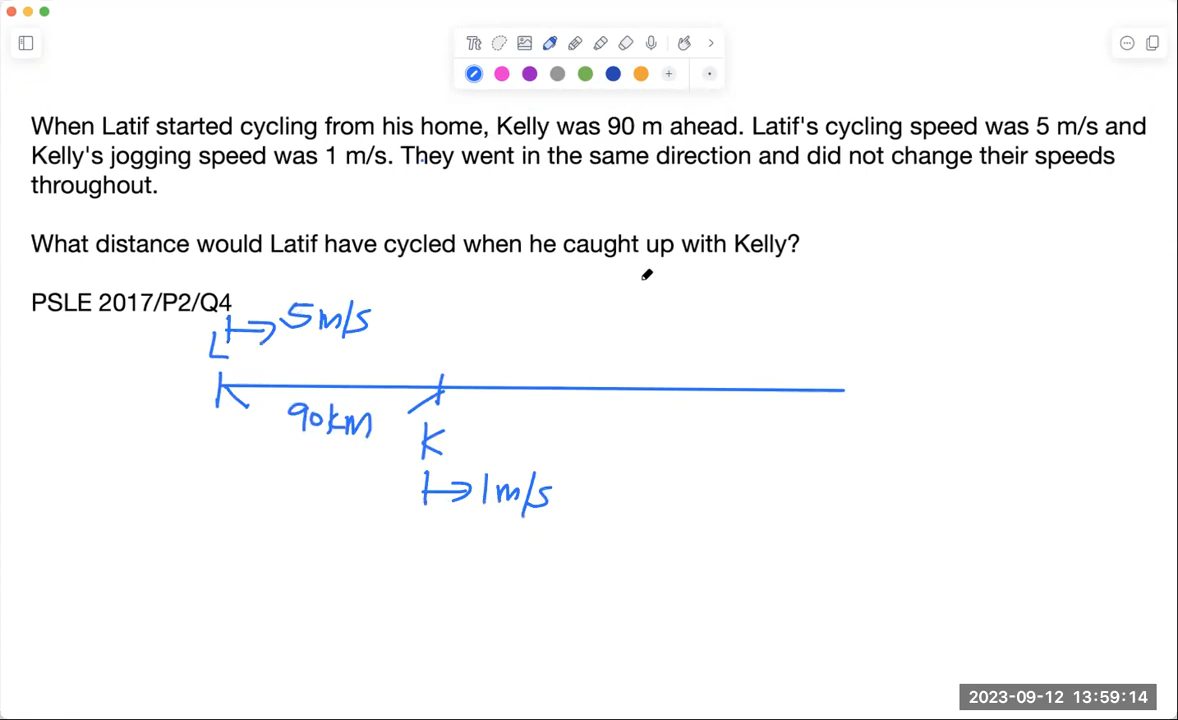 Tt
When Latif started cycling from his home, Kelly was 90 m ahead. Latif's cycling speed was 5 m/s and
Kelly's jogging speed was 1 m/s. They went in the same direction and did not change their speeds
throughout.
What distance would Latif have cycled when he caught up with Kelly?
PSLE 2017/P2/Q4
5m/s
L
90km
K
1m/s
2023-09-12 13:59:14